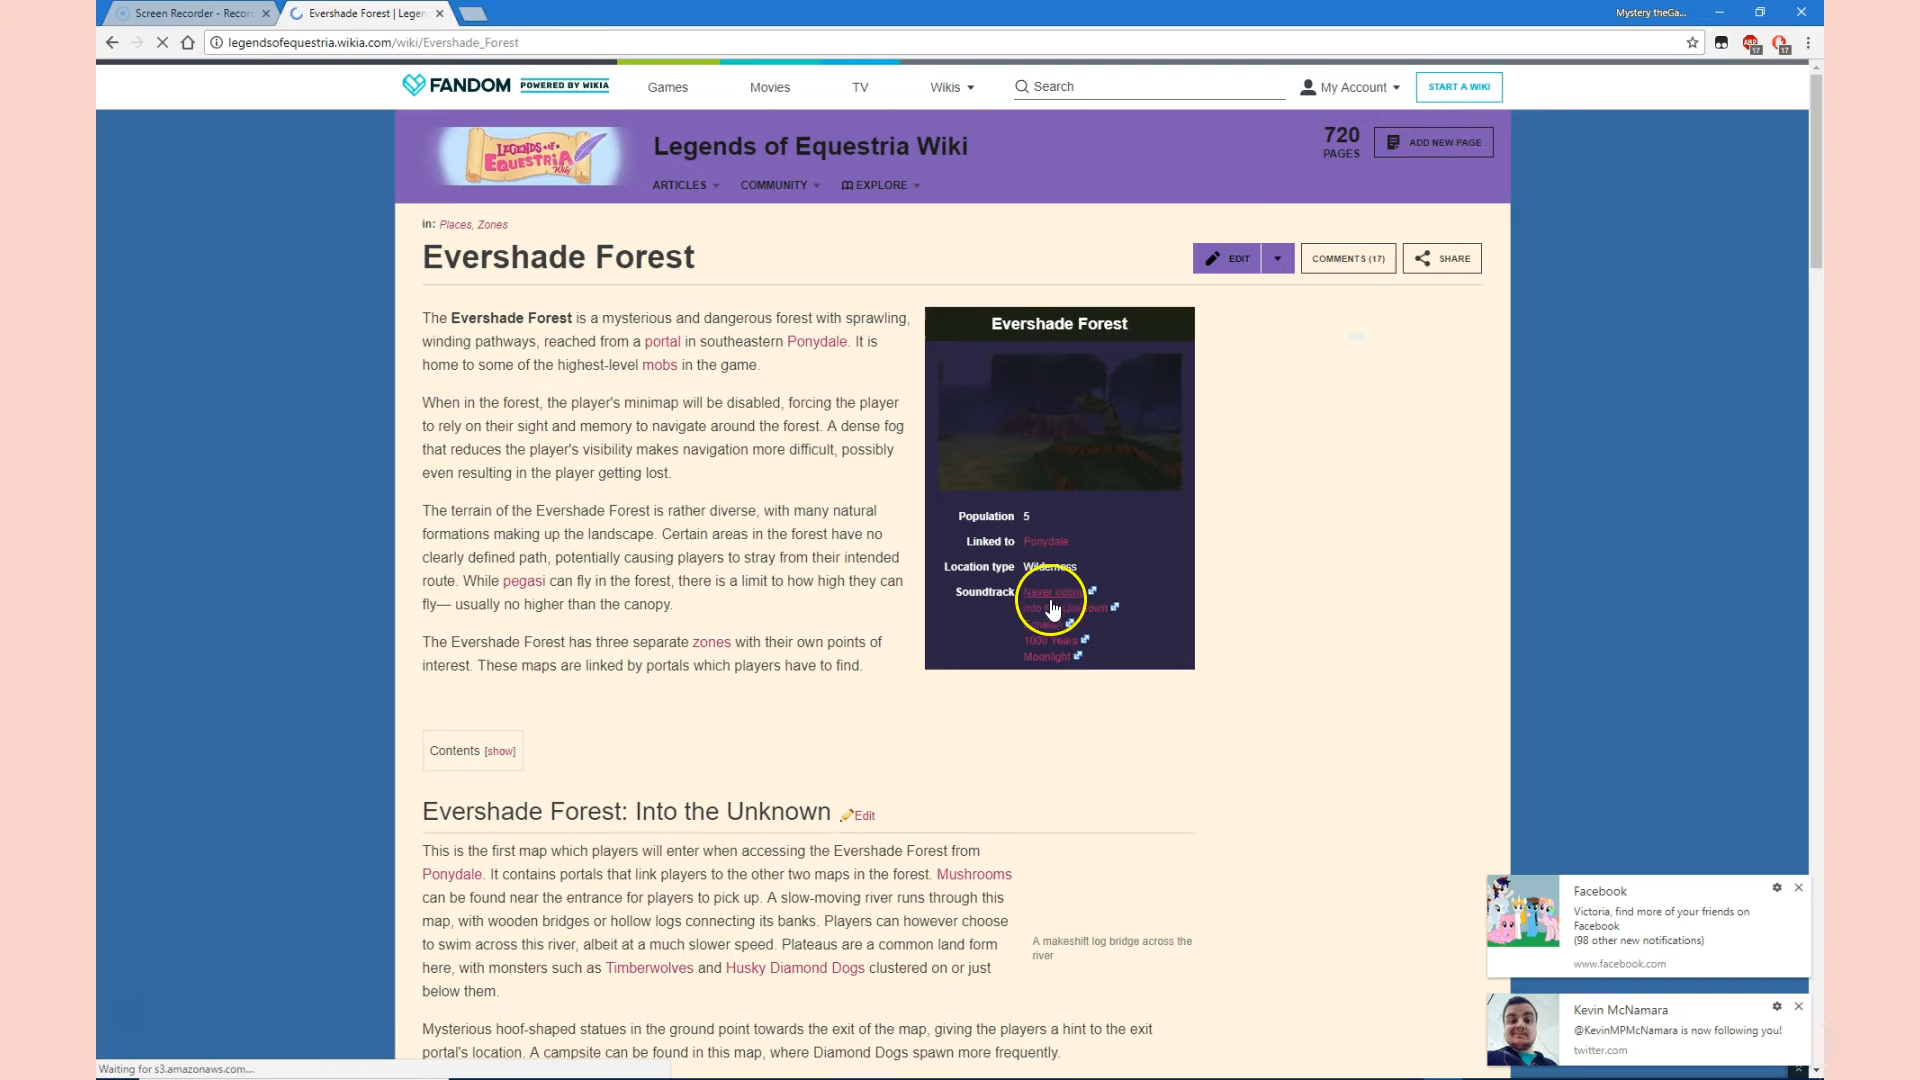 Screen Recorder - Recor
Evershade Forest | Legen
Mystery theGa...
legendsofequestria.wikia.com/wiki/Evershade_Forest
FANDOM POWERED BY WIKIA
Games
Movies
TV
Wikis
Search
My Account
START A WIKI
LEGENDS OF EQUESTRIA Wiki
Legends of Equestria Wiki
720 PAGES
ADD NEW PAGE
ARTICLES
COMMUNITY
EXPLORE
in: Places, Zones
Evershade Forest
EDIT
COMMENTS (17)
SHARE
The Evershade Forest is a mysterious and dangerous forest with sprawling,
winding pathways, reached from a portal in southeastern Ponydale. It is
home to some of the highest-level mobs in the game.
When in the forest, the player's minimap will be disabled, forcing the player
to rely on their sight and memory to navigate around the forest. A dense fog
that reduces the player's visibility makes navigation more difficult, possibly
even resulting in the player getting lost.
The terrain of the Evershade Forest is rather diverse, with many natural
formations making up the landscape. Certain areas in the forest have no
clearly defined path, potentially causing players to stray from their intended
route. While pegasi can fly in the forest, there is a limit to how high they can
fly— usually no higher than the canopy.
The Evershade Forest has three separate zones with their own points of
interest. These maps are linked by portals which players have to find.
Evershade Forest
Population 5
Linked to Ponydale
Location type Wilderness
Soundtrack Never
Into the Unknown
1000 Years
Moonlight
Contents [show]
Evershade Forest: Into the Unknown Edit
This is the first map which players will enter when accessing the Evershade Forest from
Ponydale. It contains portals that link players to the other two maps in the forest. Mushrooms
can be found near the entrance for players to pick up. A slow-moving river runs through this
map, with wooden bridges or hollow logs connecting its banks. Players can however choose
to swim across this river, albeit at a much slower speed. Plateaus are a common land form
here, with monsters such as Timberwolves and Husky Diamond Dogs clustered on or just
below them.
A makeshift log bridge across the
river
Mysterious hoof-shaped statues in the ground point towards the exit of the map, giving the players a hint to the exit
portal's location. A campsite can be found in this map, where Diamond Dogs spawn more frequently.
Facebook
Victoria, find more of your friends on
Facebook
(98 other new notifications)
www.facebook.com
Kevin McNamara
@KevinMPMcNamara is now following you!
twitter.com
Waiting for s3.amazonaws.com...